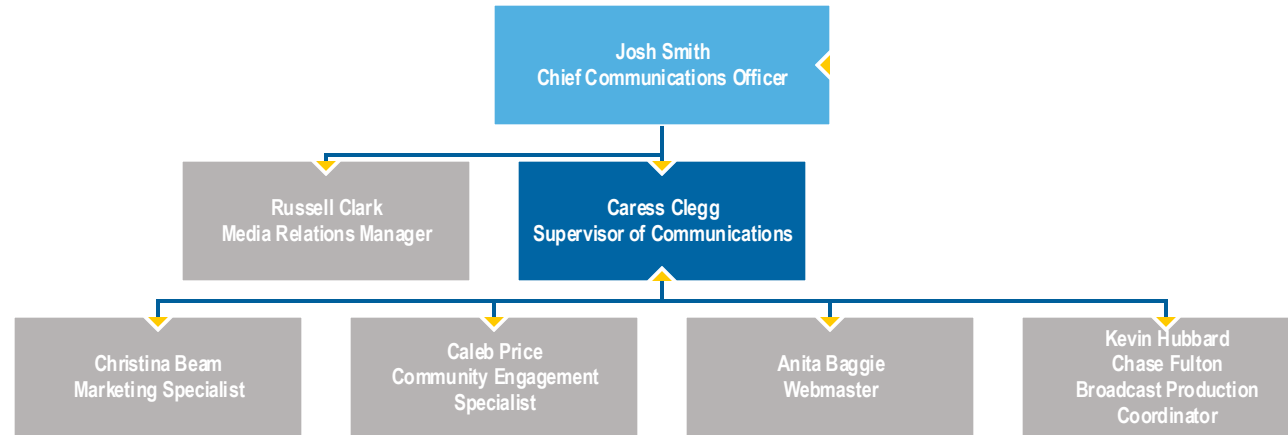 Josh Smith
Chief Communications Officer
Russell Clark
Media Relations Manager
Caress Clegg
Supervisor of Communications
Christina Beam
Marketing Specialist
Caleb Price
Community Engagement
Specialist
Anita Baggie
Webmaster
Kevin Hubbard
Chase Fulton
Broadcast Production
Coordinator